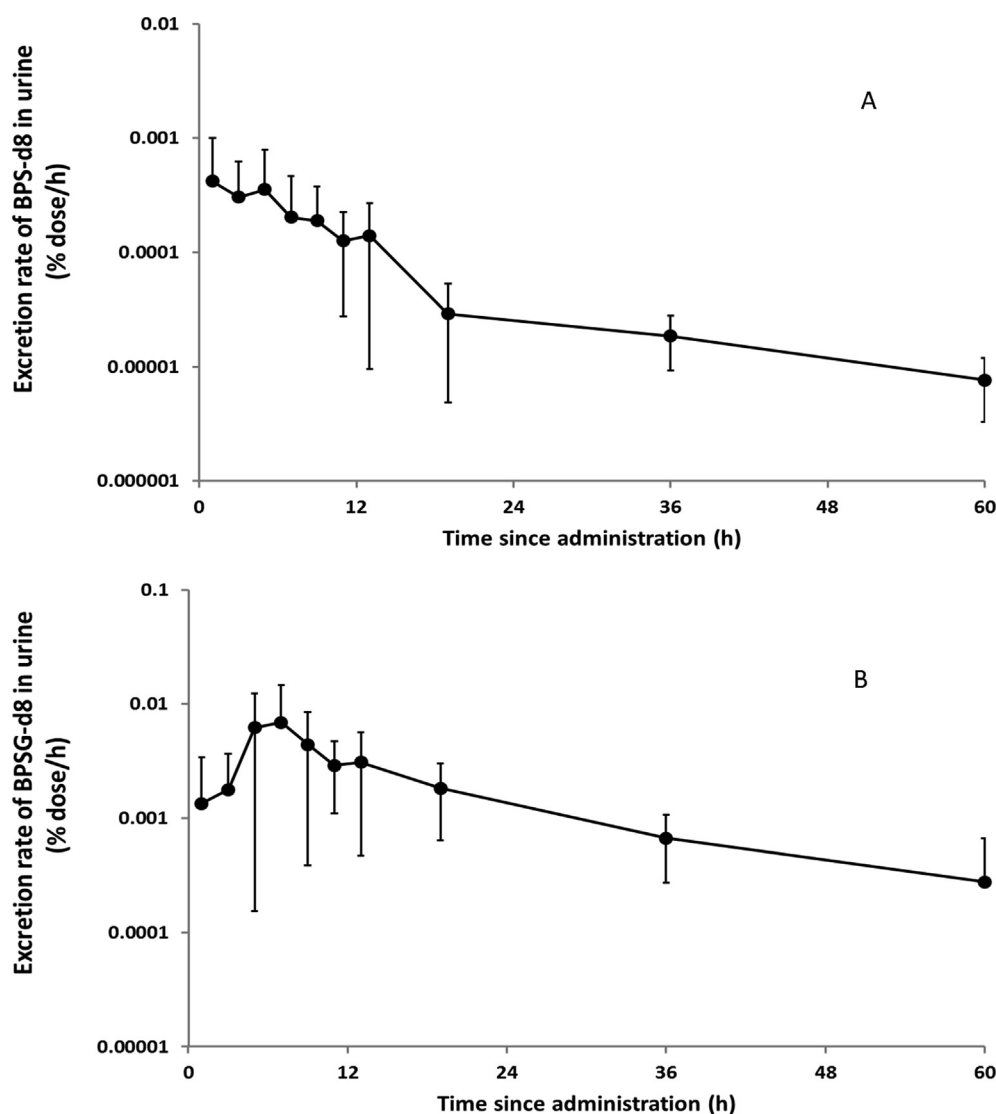 0.01
A
0.001
Excretion rate of BPS-d8 in urine
(% dose/h)
0.0001
0.00001
0.000001
0 12 24 36 48 60
Time since administration (h)
0.1
B
0.01
Excretion rate of BPSG-d8 in urine
(% dose/h)
0.001
0.0001
0.00001
0 12 24 36 48 60
Time since administration (h)